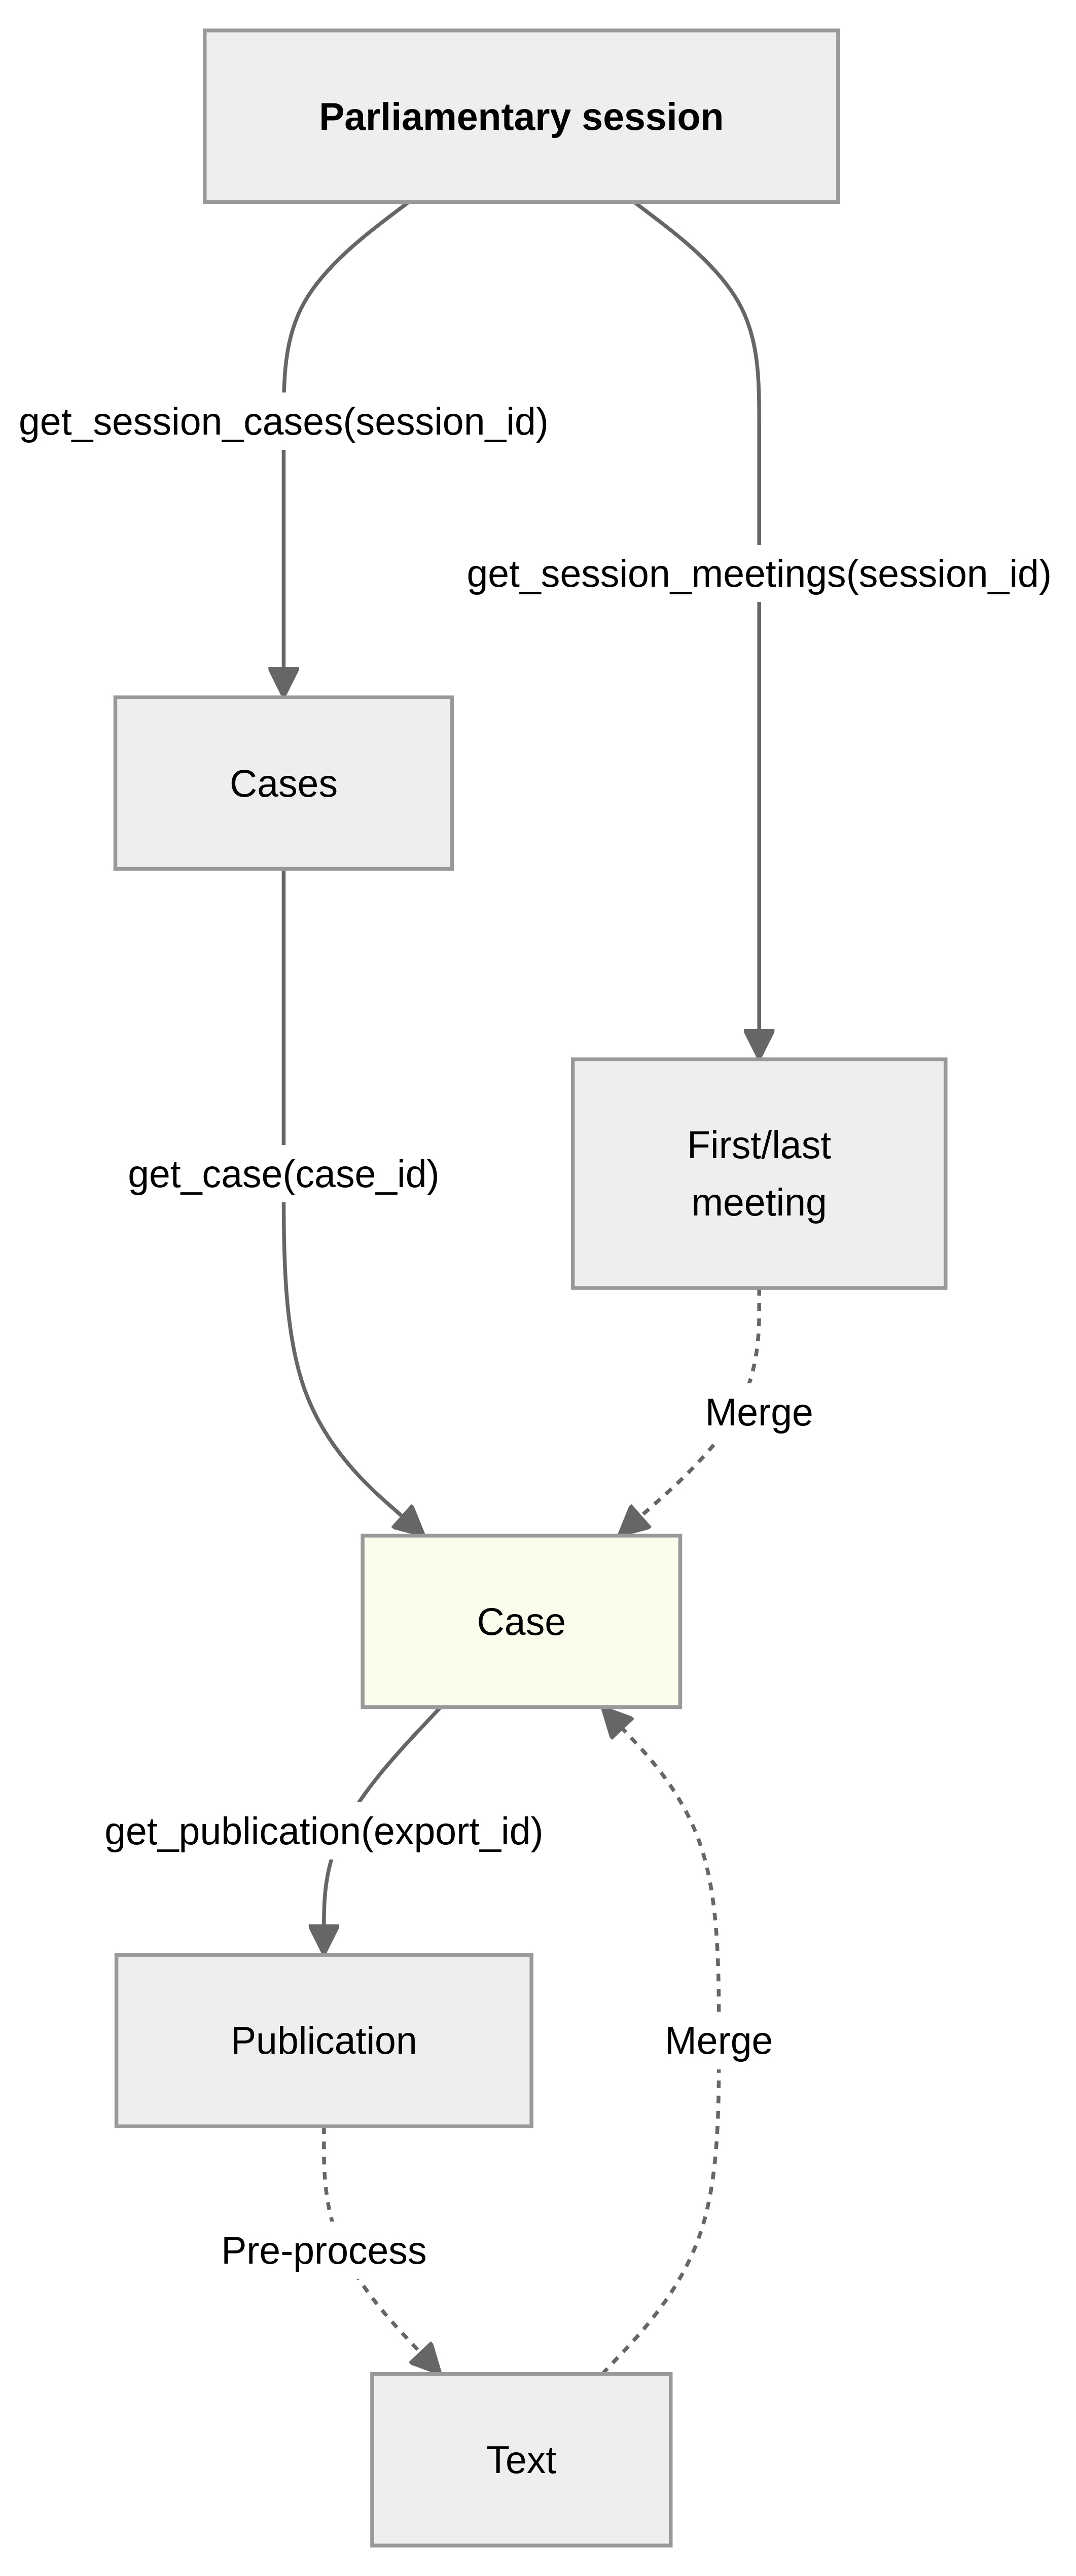 Parliamentary session
get_session_cases(session_id)
get_session_meetings(session_id)
Cases
First/last
meeting
get_case(case_id)
Merge
Case
get_publication(export_id)
Publication
Merge
Pre-process
Text